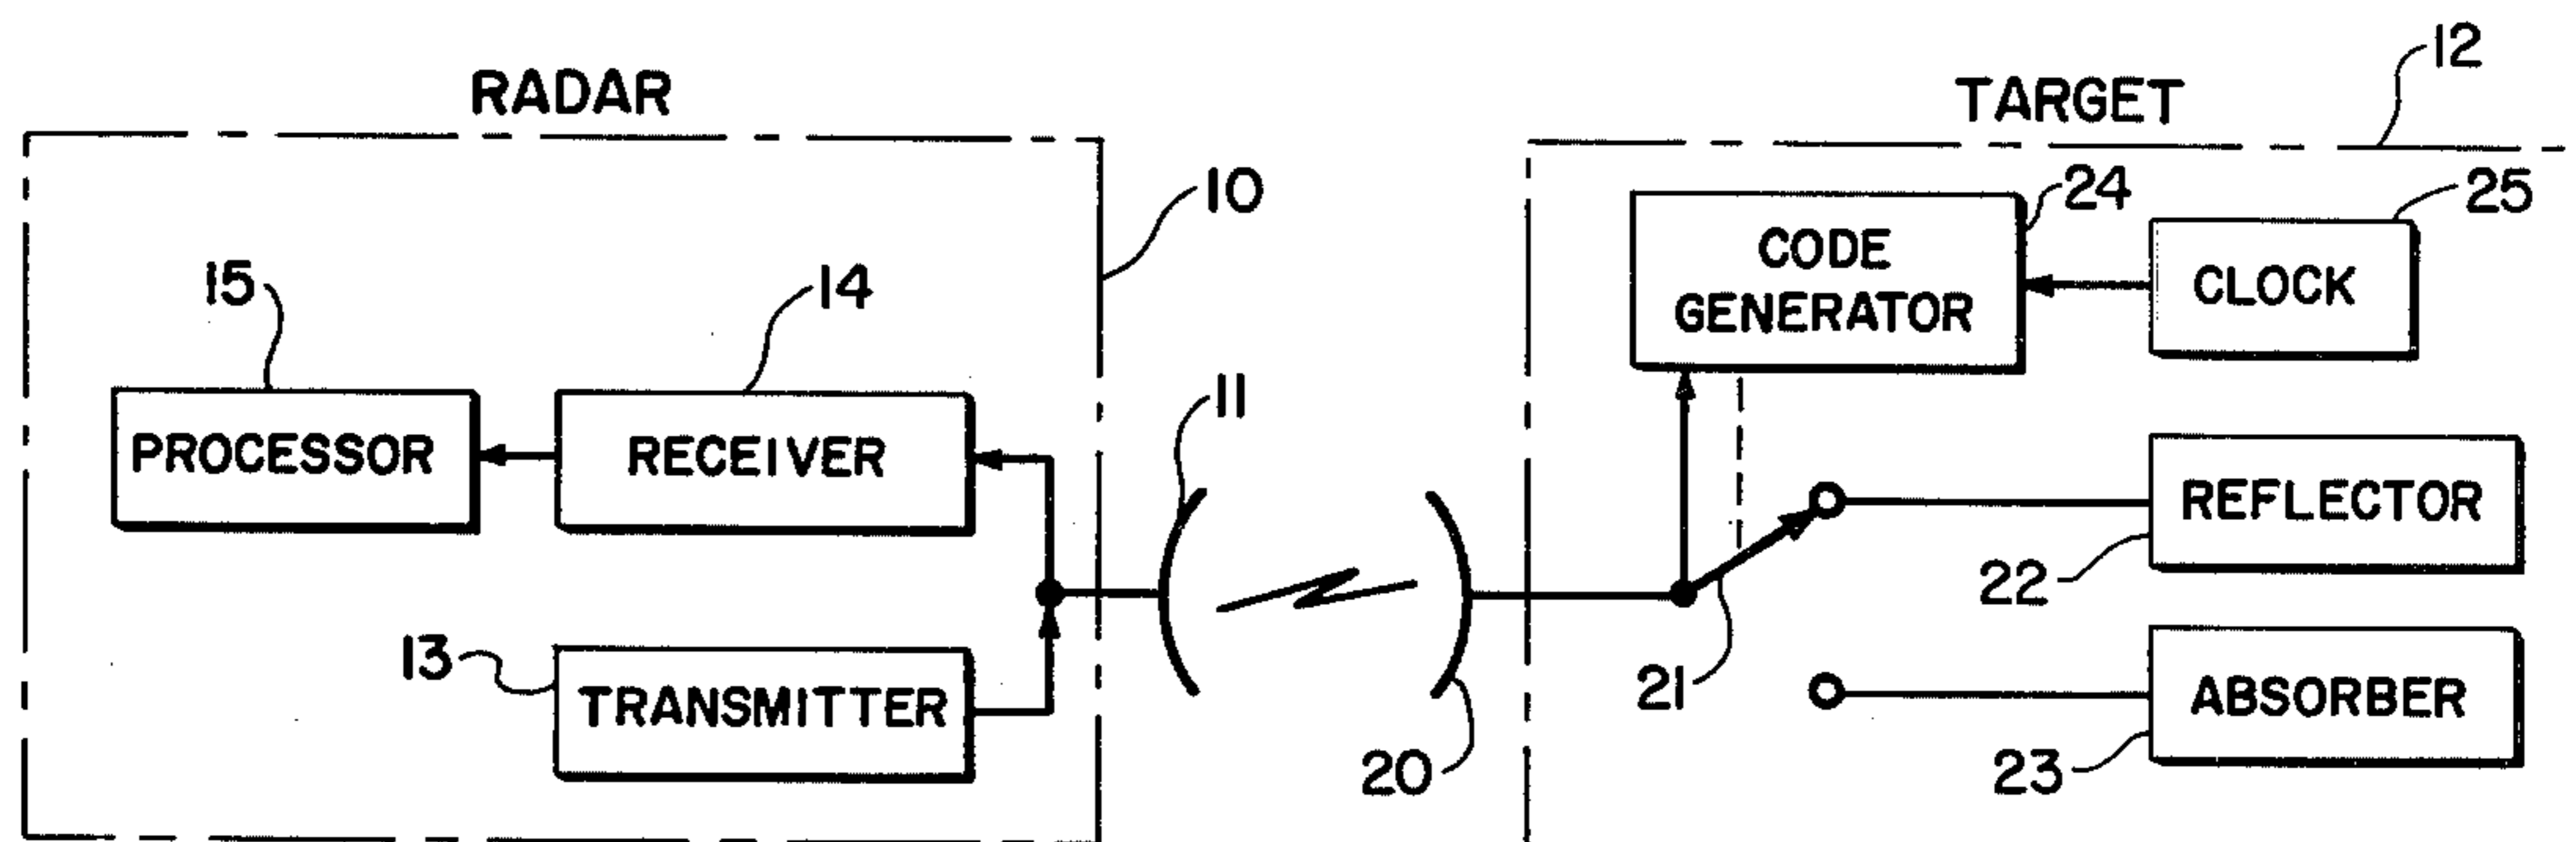 RADAR
TARGET
12
10
24
25
CODE
GENERATOR
CLOCK
15
14
11
PROCESSOR
RECEIVER
REFLECTOR
22
13
TRANSMITTER
21
20
ABSORBER
23